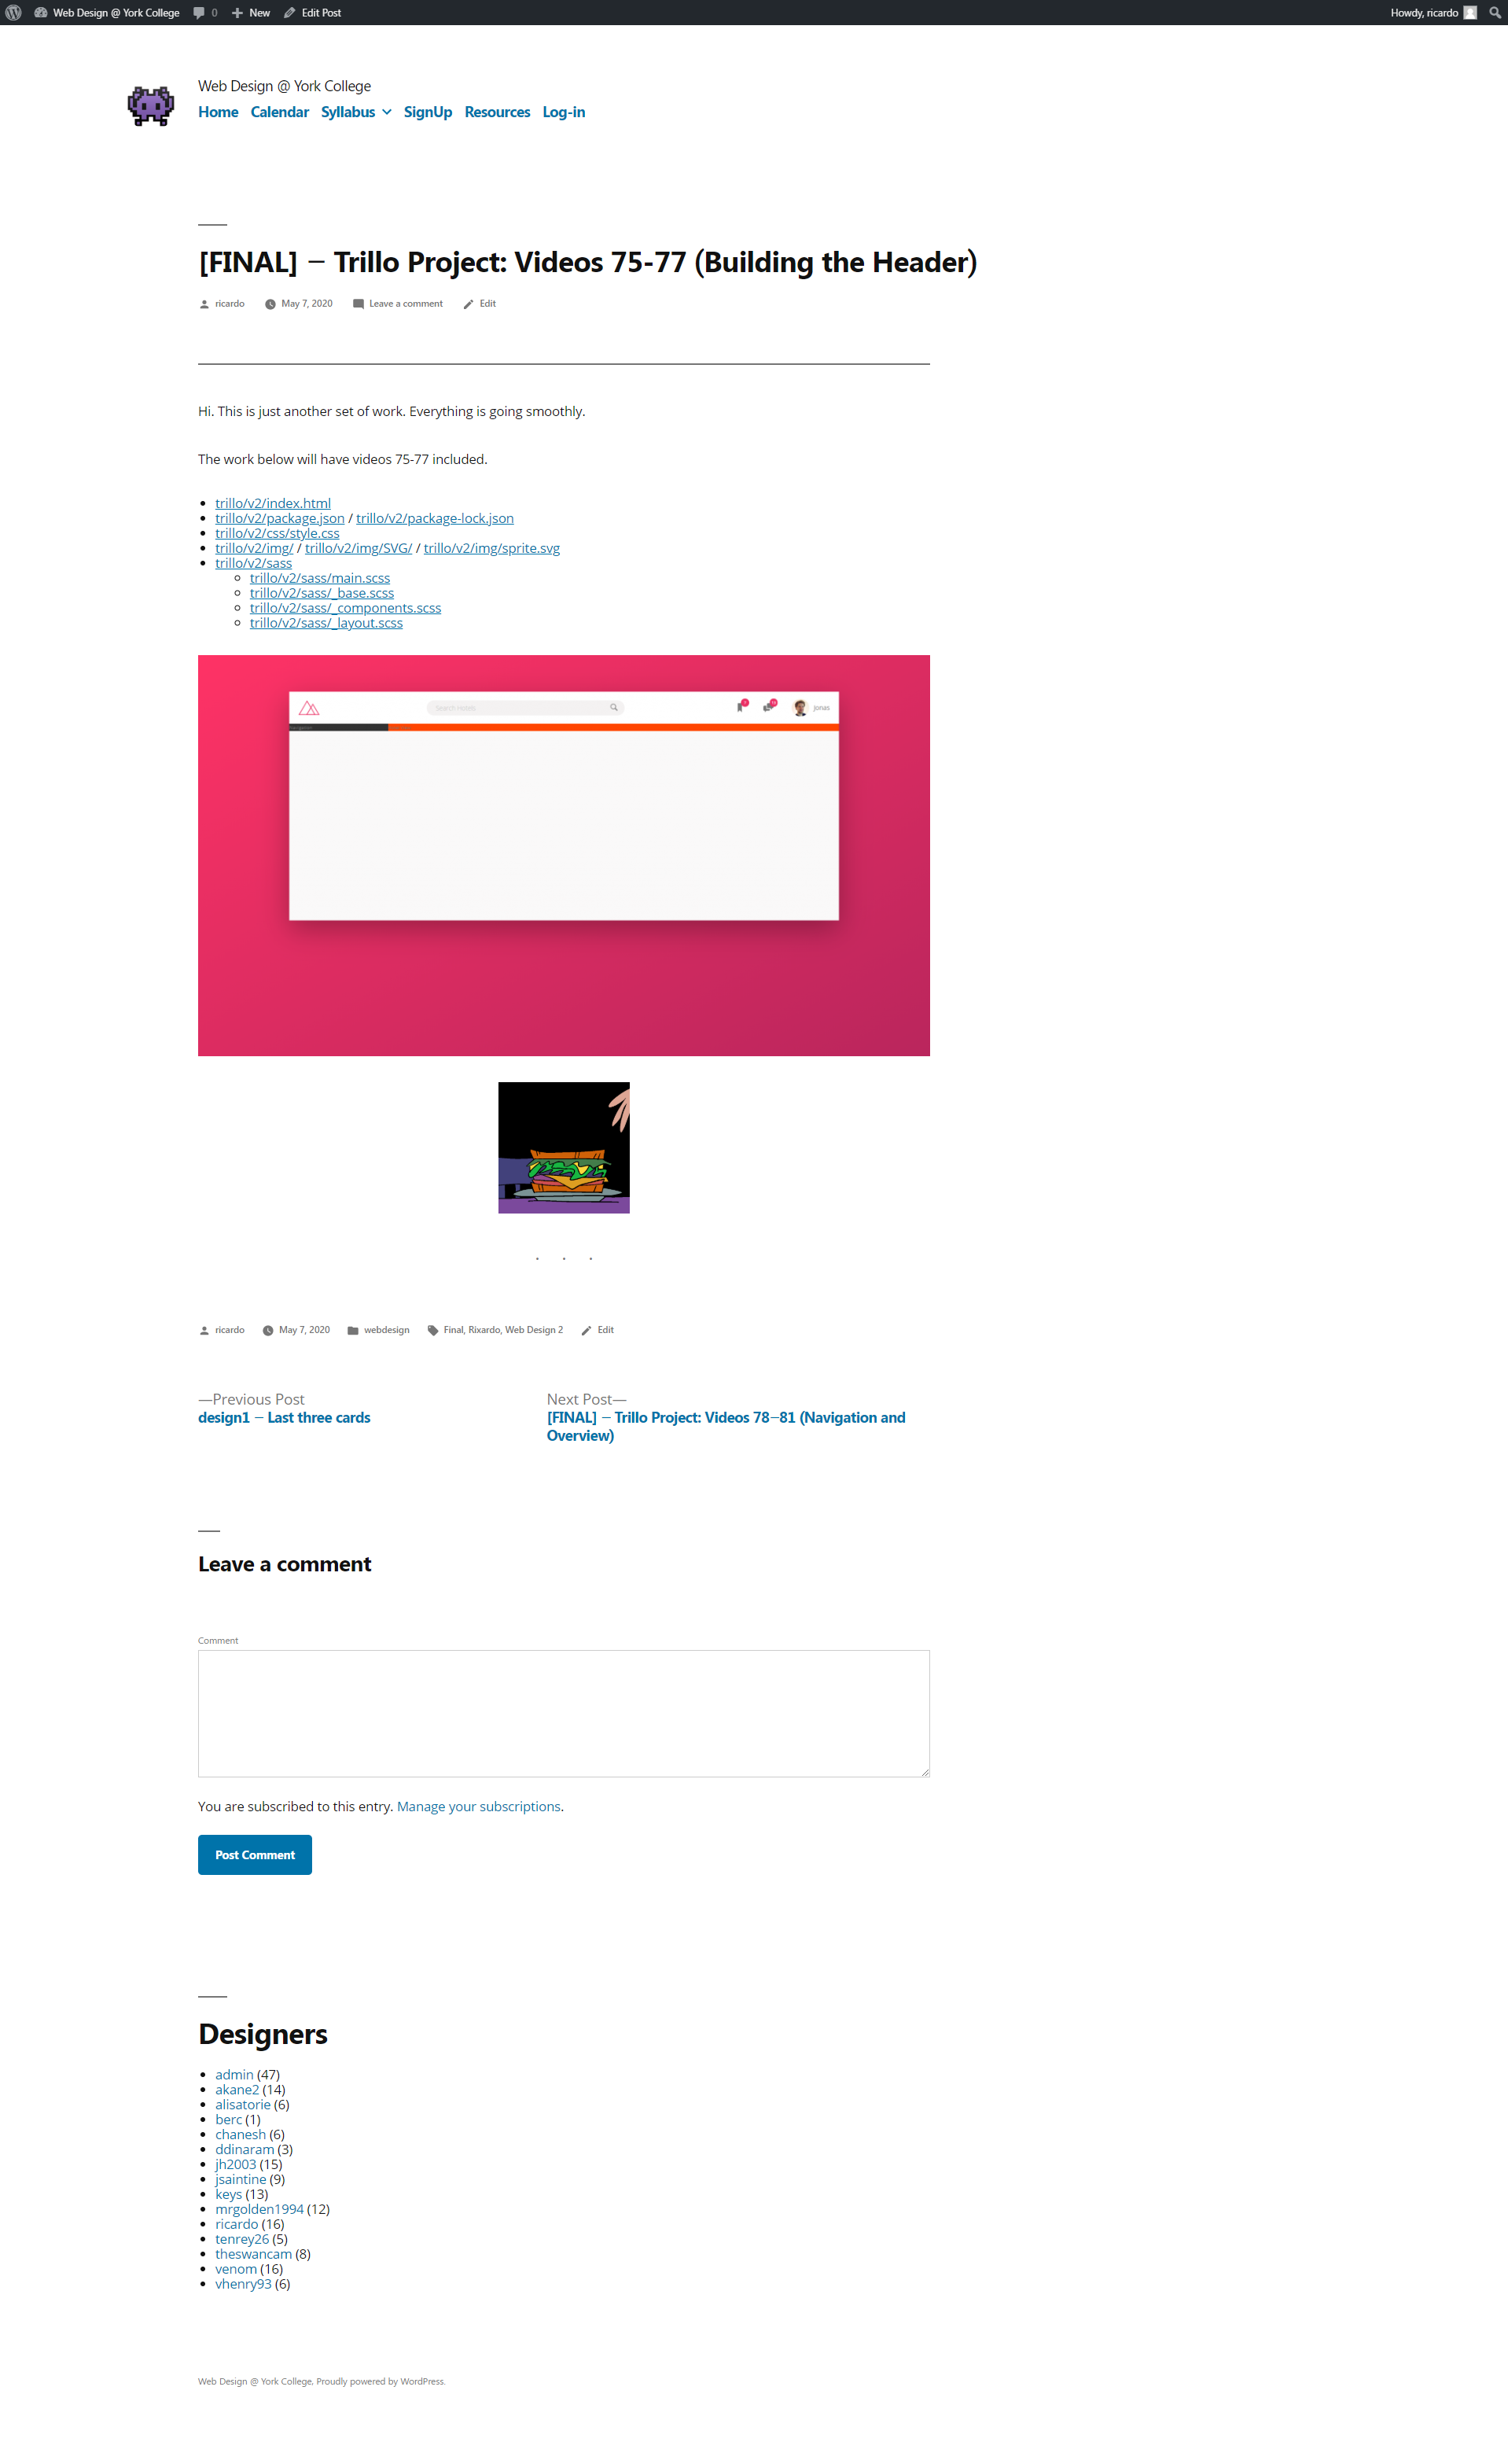 Web Design @ York College 0 New Edit Post Howdy, ricardo
Web Design @ York College
Home Calendar Syllabus SignUp Resources Log-in
[FINAL] – Trillo Project: Videos 75-77 (Building the Header)
ricardo May 7, 2020 Leave a comment Edit
Hi. This is just another set of work. Everything is going smoothly.
The work below will have videos 75-77 included.
trillo/v2/index.html
trillo/v2/package.json / trillo/v2/package-lock.json
trillo/v2/css/style.css
trillo/v2/img/ / trillo/v2/img/SVG/ / trillo/v2/img/sprite.svg
trillo/v2/sass
trillo/v2/sass/main.scss
trillo/v2/sass/_base.scss
trillo/v2/sass/_components.scss
trillo/v2/sass/_layout.scss
Search hotels jonas
. . .
ricardo May 7, 2020 webdesign Final, Rixardo, Web Design 2 Edit
—Previous Post
design1 – Last three cards
Next Post—
[FINAL] – Trillo Project: Videos 78–81 (Navigation and
Overview)
Leave a comment
Comment
You are subscribed to this entry. Manage your subscriptions.
Post Comment
Designers
admin (47)
akane2 (14)
alisatorie (6)
berc (1)
chanesh (6)
ddinaram (3)
jh2003 (15)
jsaintine (9)
keys (13)
mrgolden1994 (12)
ricardo (16)
tenrey26 (5)
theswancam (8)
venom (16)
vhenry93 (6)
Web Design @ York College, Proudly powered by WordPress.